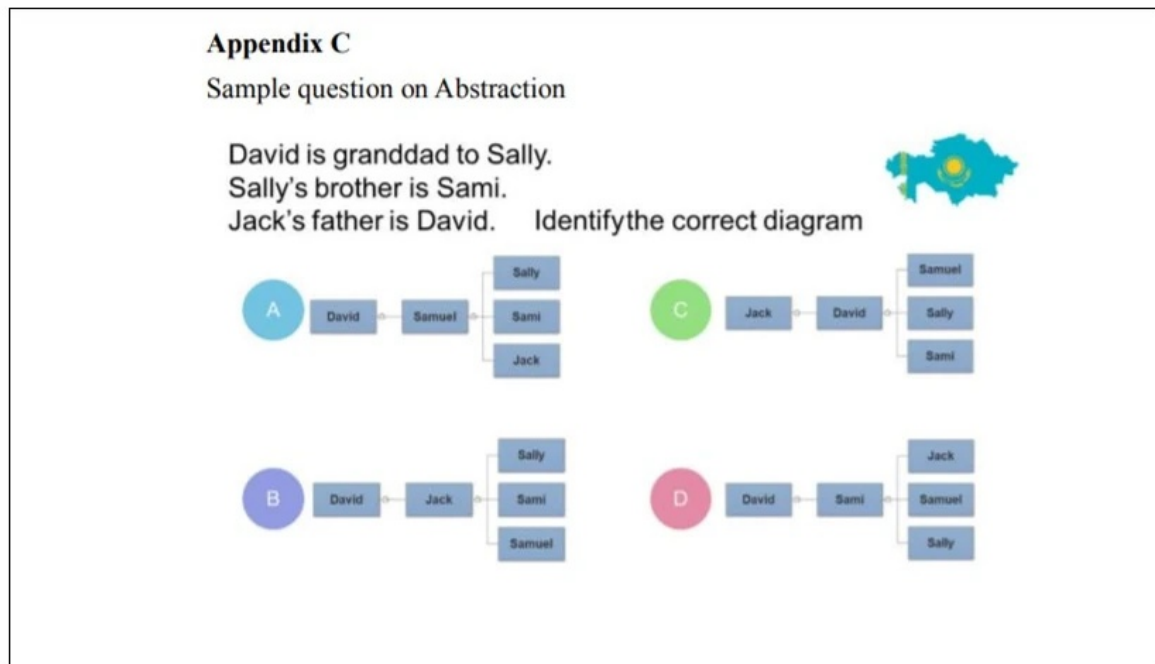 Appendix C
Sample question on Abstraction
David is granddad to Sally.
Sally's brother is Sami.
Jack's father is David. Identifythe correct diagram
A
David
Samuel
Sally
Sami
Jack
C
Jack
David
Samuel
Sally
Sami
B
David
Jack
Sally
Sami
Samuel
D
David
Sami
Jack
Samuel
Sally